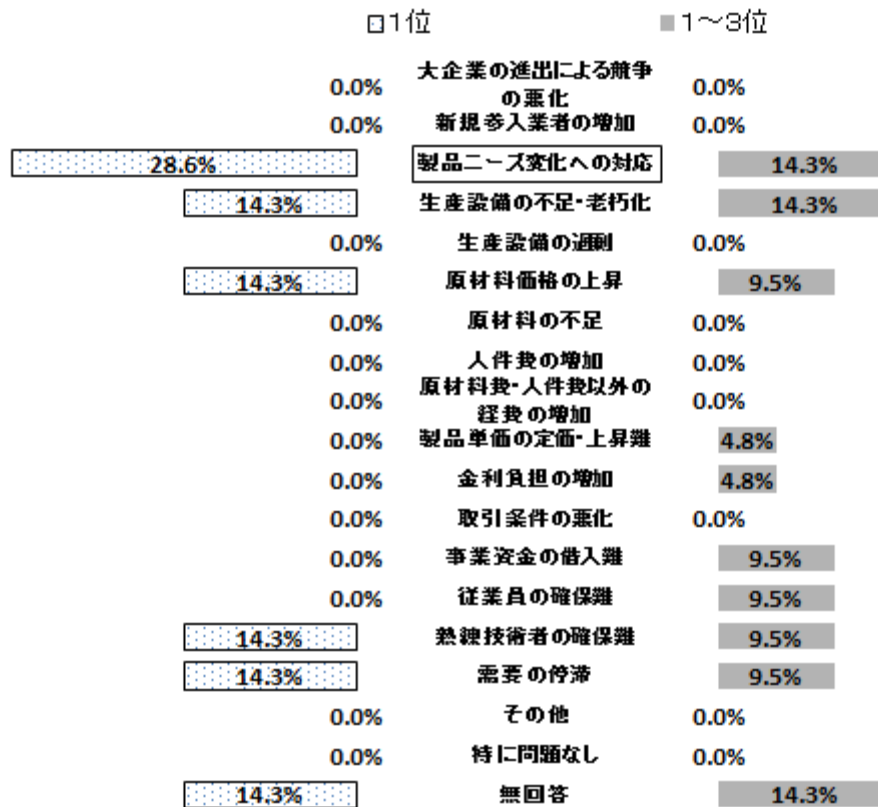 1位 1～3位
0.0% 大企業の進出による競争の悪化 0.0%
0.0% 新規参入業者の増加 0.0%
28.6% 製品ニーズ変化への対応 14.3%
14.3% 生産設備の不足・老朽化 14.3%
0.0% 生産設備の過剰 0.0%
14.3% 原材料価格の上昇 9.5%
0.0% 原材料の不足 0.0%
0.0% 人件費の増加 0.0%
0.0% 原材料費・人件費以外の経費の増加 0.0%
0.0% 製品単価の定価・上昇難 4.8%
0.0% 金利負担の増加 4.8%
0.0% 取引条件の悪化 0.0%
0.0% 事業資金の借入難 9.5%
0.0% 従業員の確保難 9.5%
14.3% 熟練技術者の確保難 9.5%
14.3% 需要の停滞 9.5%
0.0% その他 0.0%
0.0% 特に問題なし 0.0%
14.3% 無回答 14.3%